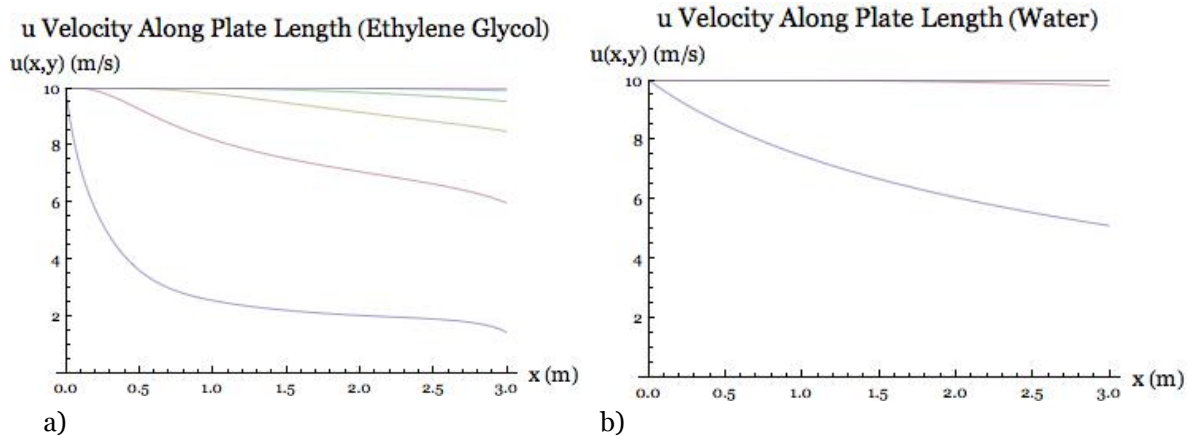 u Velocity Along Plate Length (Ethylene Glycol)
u(x,y) (m/s)
10
8
6
4
2
0.0 0.5 1.0 1.5 2.0 2.5 3.0 x (m)
a)
u Velocity Along Plate Length (Water)
u(x,y) (m/s)
10
8
6
4
2
0.0 0.5 1.0 1.5 2.0 2.5 3.0 x (m)
b)